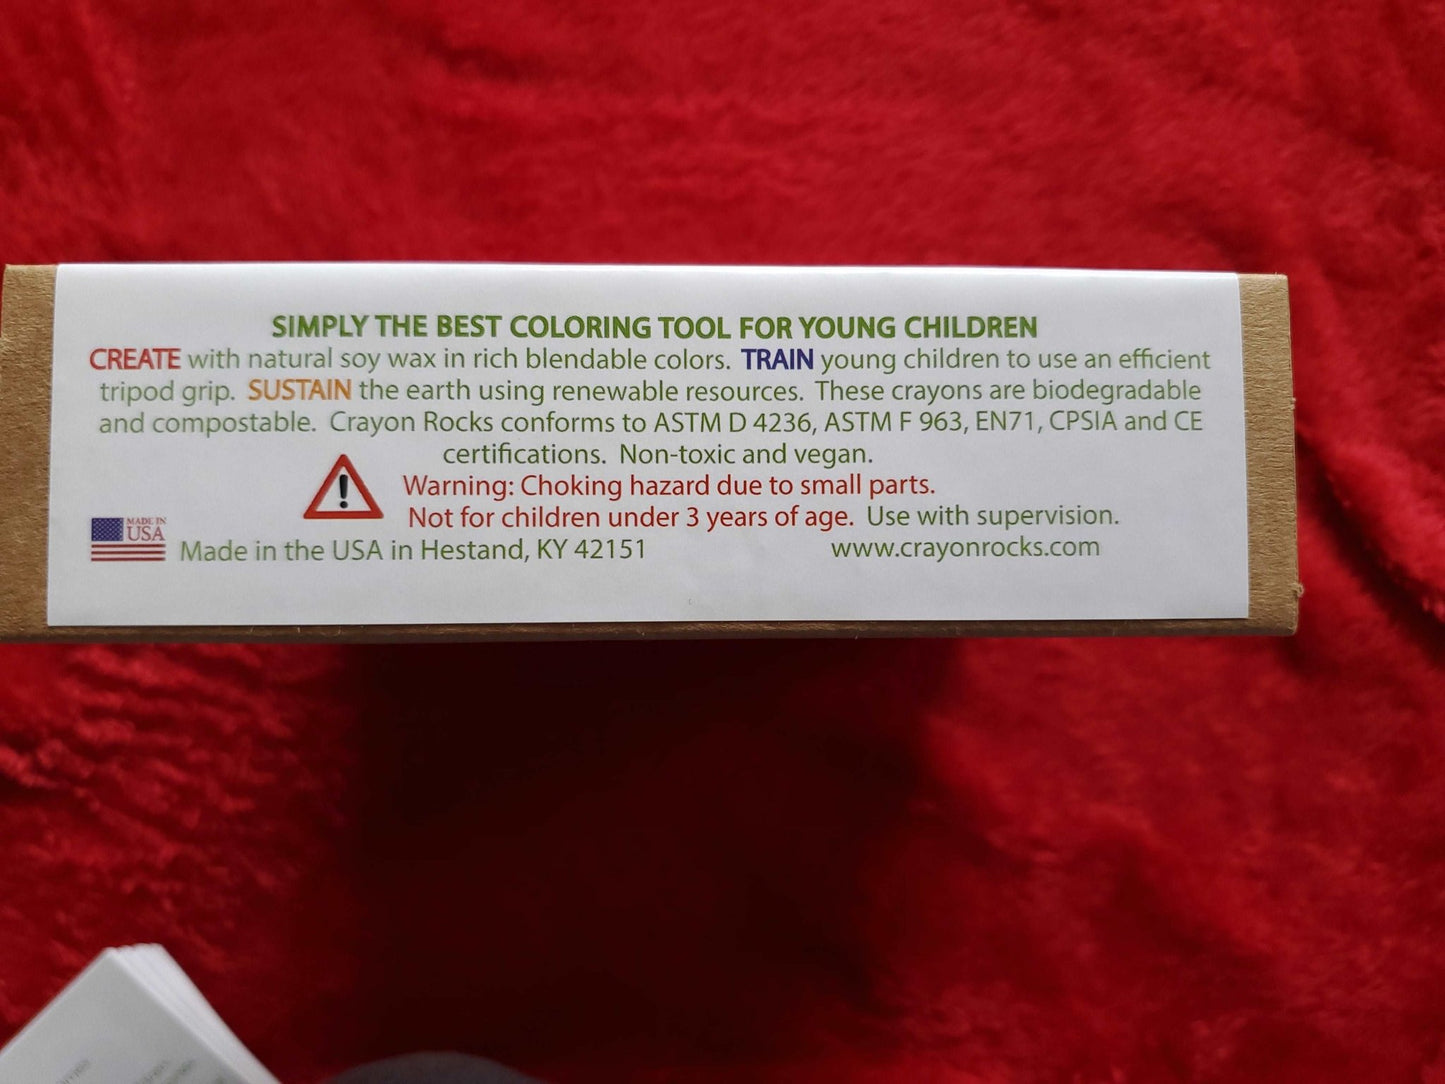 SIMPLY THE BEST COLORING TOOL FOR YOUNG CHILDREN
CREATE with natural soy wax in rich blendable colors. TRAIN young children to use an efficient
tripod grip. SUSTAIN the earth using renewable resources. These crayons are biodegradable
and compostable. Crayon Rocks conforms to ASTM D 4236, ASTM F 963, EN71, CPSIA and CE
certifications. Non-toxic and vegan.
Warning: Choking hazard due to small parts.
Not for children under 3 years of age. Use with supervision.
MADE IN
USA
Made in the USA in Hestand, KY 42151
www.crayonrocks.com